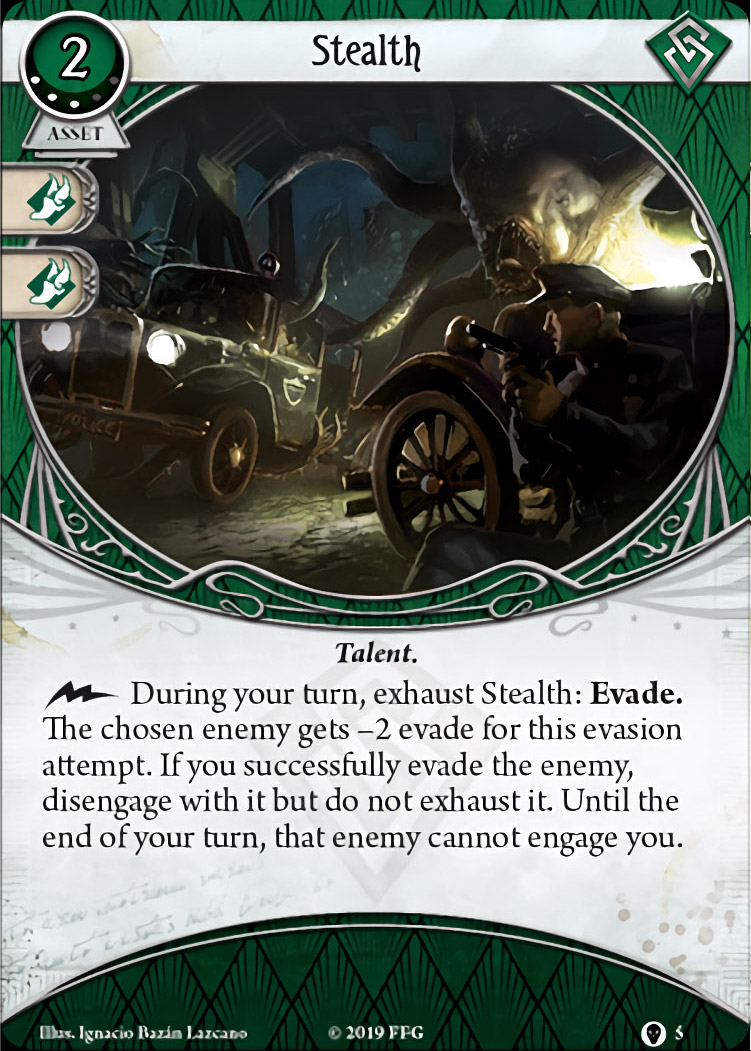 2
Stealth
ASSET
POLICE
Talent.
During your turn, exhaust Stealth: Evade.
The chosen enemy gets –2 evade for this evasion
attempt. If you successfully evade the enemy,
disengage with it but do not exhaust it. Until the
end of your turn, that enemy cannot engage you.
Illus. Ignacio Bazán Lazcano
© 2019 FFG
5